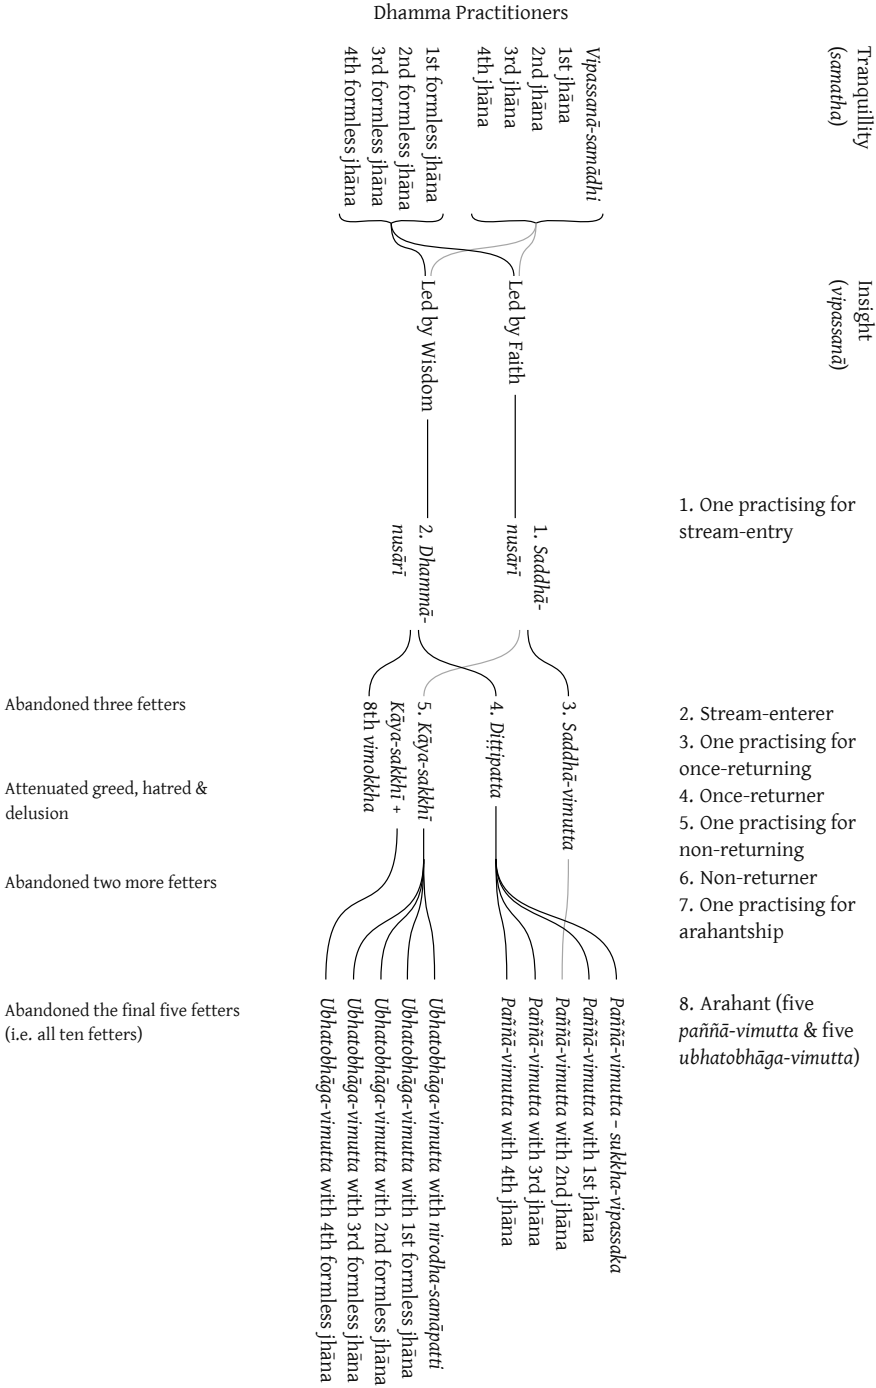 Dhamma Practitioners
Tranquillity
(samatha)
Vipassanā-samādhi
1st jhāna
2nd jhāna
3rd jhāna
4th jhāna
1st formless jhāna
2nd formless jhāna
3rd formless jhāna
4th formless jhāna
Insight
(vipassanā)
Led by Faith
Led by Wisdom
1. One practising for
stream-entry
1. Saddhā-
nusārī
2. Dhammā-
nusārī
2. Stream-enterer
3. One practising for
once-returning
4. Once-returner
5. One practising for
non-returning
6. Non-returner
7. One practising for
arahantship
3. Saddhā-vimutta
4. Diṭṭipatta
5. Kāya-sakkhī
Kāya-sakkhī +
8th vimokkha
Abandoned three fetters
Attenuated greed, hatred &
delusion
Abandoned two more fetters
8. Arahant (five
paññā-vimutta & five
ubhatobhāga-vimutta)
Paññā-vimutta – sukkha-vipassaka
Paññā-vimutta with 1st jhāna
Paññā-vimutta with 2nd jhāna
Paññā-vimutta with 3rd jhāna
Paññā-vimutta with 4th jhāna
Ubhatobhāga-vimutta with nirodha-samāpatti
Ubhatobhāga-vimutta with 1st formless jhāna
Ubhatobhāga-vimutta with 2nd formless jhāna
Ubhatobhāga-vimutta with 3rd formless jhāna
Ubhatobhāga-vimutta with 4th formless jhāna
Abandoned the final five fetters
(i.e. all ten fetters)